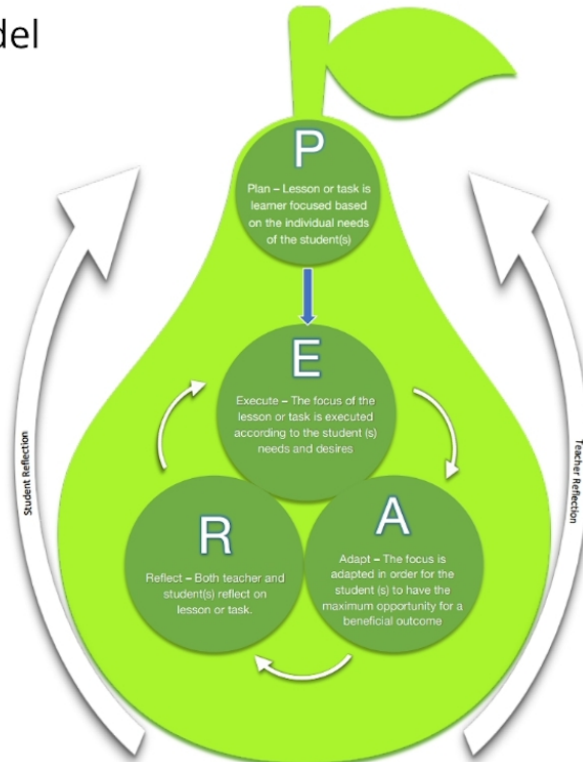 del
P
Plan – Lesson or task is
learner focused based
on the individual needs
of the student(s)
E
Execute – The focus of the
lesson or task is executed
according to the student (s)
needs and desires
A
Adapt – The focus is
adapted in order for the
student (s) to have the
maximum opportunity for a
beneficial outcome
R
Reflect – Both teacher and
student(s) reflect on
lesson or task.
Student Reflection
Teacher Reflection